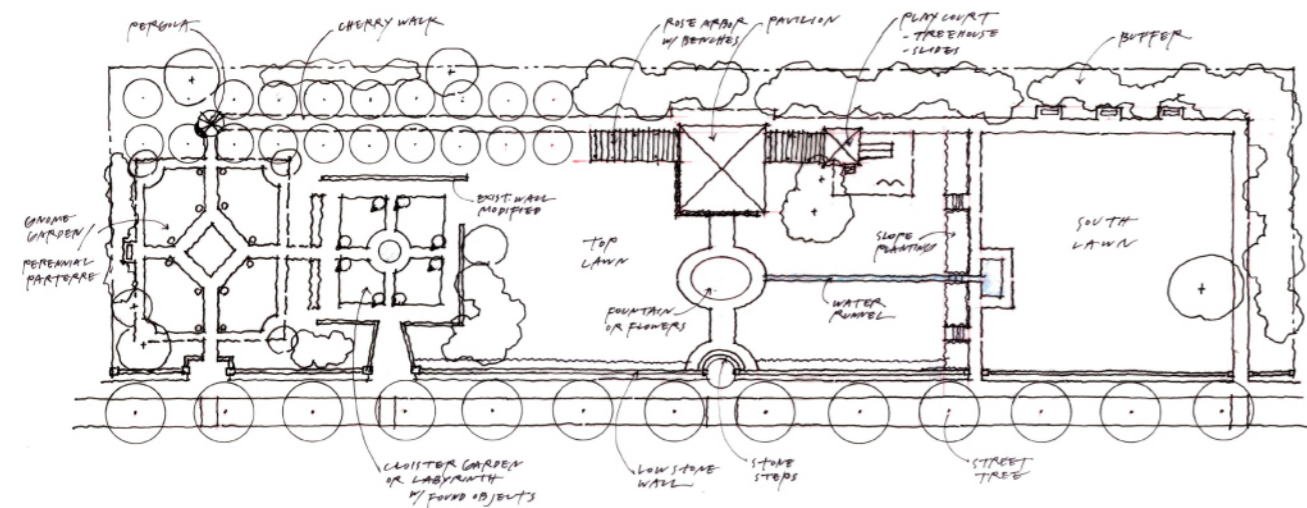 PERGOLA
CHERRY WALK
ROSE ARBOR
W/ BENCHES
PAVILION
PLAY COURT
- TREEHOUSE
- SLIDES
BUFFER
GNOME
GARDEN/
PERENNIAL
PARTERRE
EXIST. WALL
MODIFIED
TOP
LAWN
SLOPE
PLANTINGS
SOUTH
LAWN
FOUNTAIN
OR FLOWERS
WATER
RUNNEL
CLOISTER GARDEN
OR LABYRINTH
W/ FOUND OBJECTS
LOW STONE
WALL
STONE
STEPS
STREET
TREE